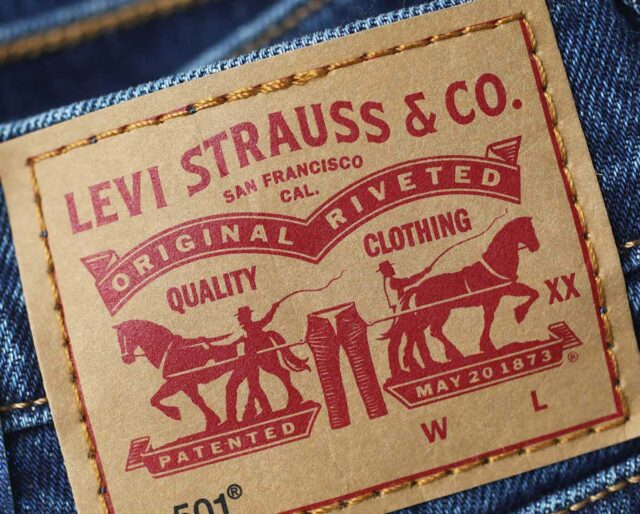 LEVI STRAUSS & CO.
SAN FRANCISCO
CAL.
ORIGINAL RIVETED
QUALITY CLOTHING
XX
PATENTED MAY 20 1873 ®
W L
501®